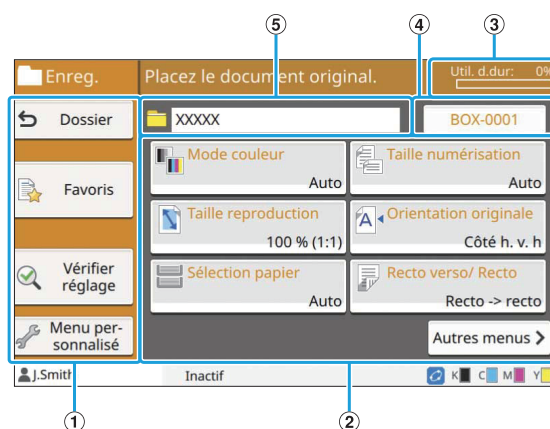 ⑤ ④ ③
Enreg.
Placez le document original.
Util. d.dur: 0%
Dossier
XXXXX
BOX-0001
Mode couleur
Auto
Taille numérisation
Auto
Favoris
Taille reproduction
100 % (1:1)
Orientation originale
Côté h. v. h
Vérifier
réglage
Sélection papier
Auto
Recto verso/ Recto
Recto -> recto
Menu per-
sonnalisé
Autres menus
J.Smith
Inactif
K C M Y
① ②